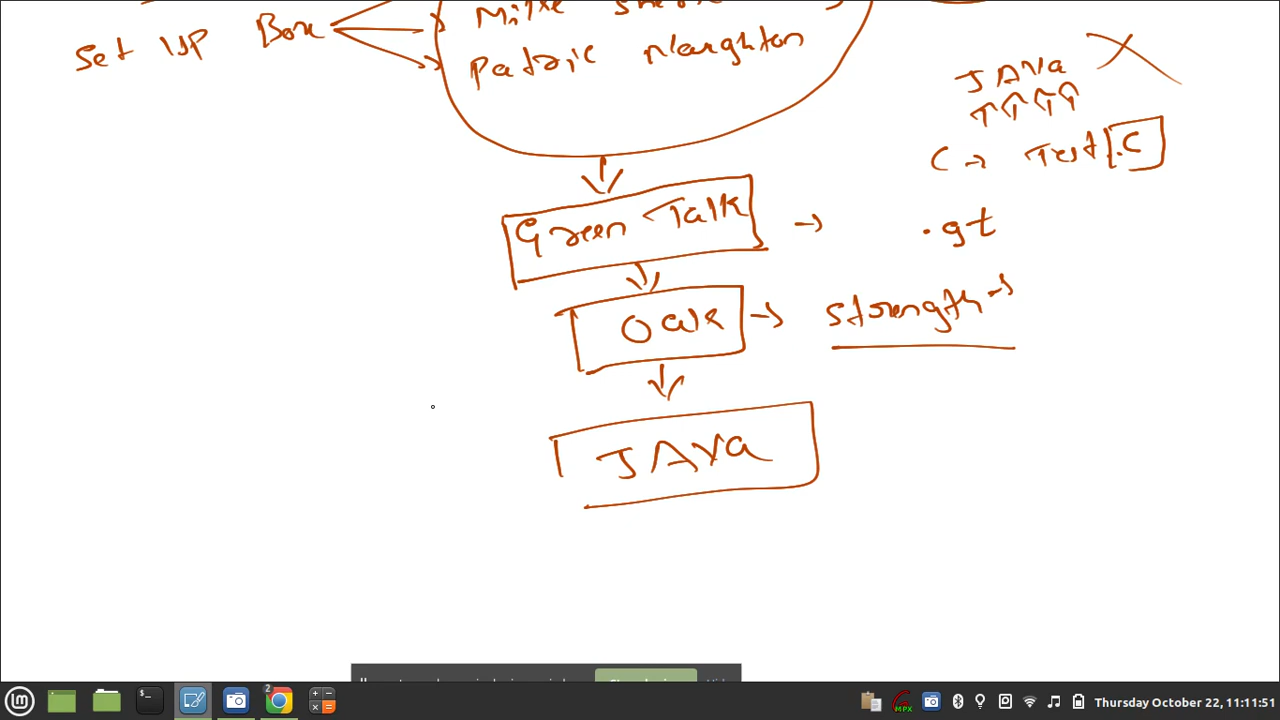 Set UP Box
Patric Naughton
JAVa
C → Test .C
Green Talk → .gt
Oak → strength →
JAVa
Thursday October 22, 11:11:51